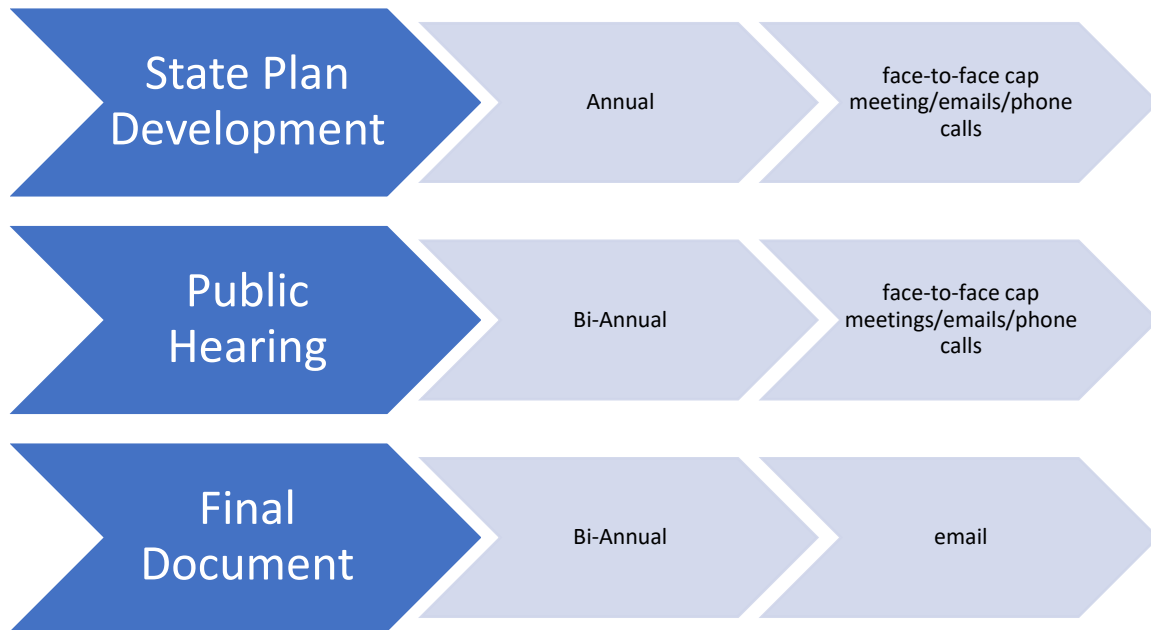 State Plan
Development
Annual
face-to-face cap
meeting/emails/phone
calls
Public
Hearing
Bi-Annual
face-to-face cap
meetings/emails/phone
calls
Final
Document
Bi-Annual
email